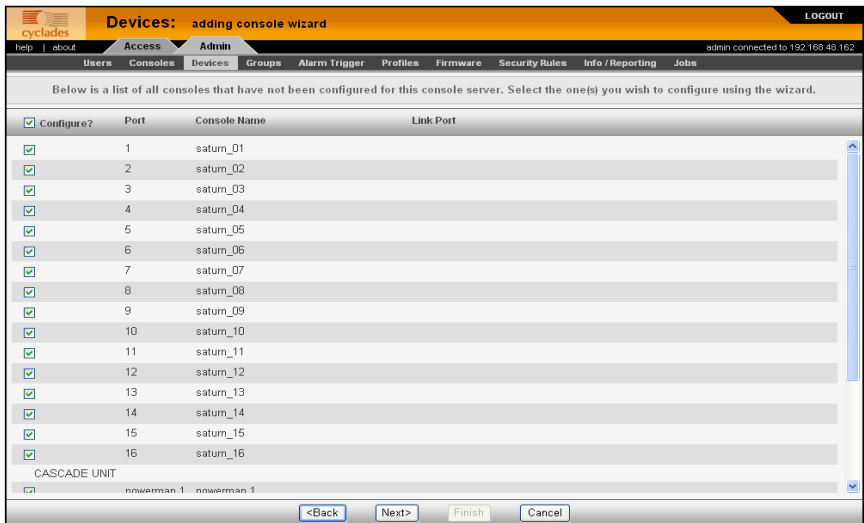 cyclades
Devices: adding console wizard
LOGOUT
help | about
Access
Admin
admin connected to 192.168.48.162
Users Consoles Devices Groups Alarm Trigger Profiles Firmware Security Rules Info / Reporting Jobs
Below is a list of all consoles that have not been configured for this console server. Select the one(s) you wish to configure using the wizard.
Configure? Port Console Name Link Port
1 saturn_01
2 saturn_02
3 saturn_03
4 saturn_04
5 saturn_05
6 saturn_06
7 saturn_07
8 saturn_08
9 saturn_09
10 saturn_10
11 saturn_11
12 saturn_12
13 saturn_13
14 saturn_14
15 saturn_15
16 saturn_16
CASCADE UNIT
powerman 1 powerman 1
<Back Next> Finish Cancel